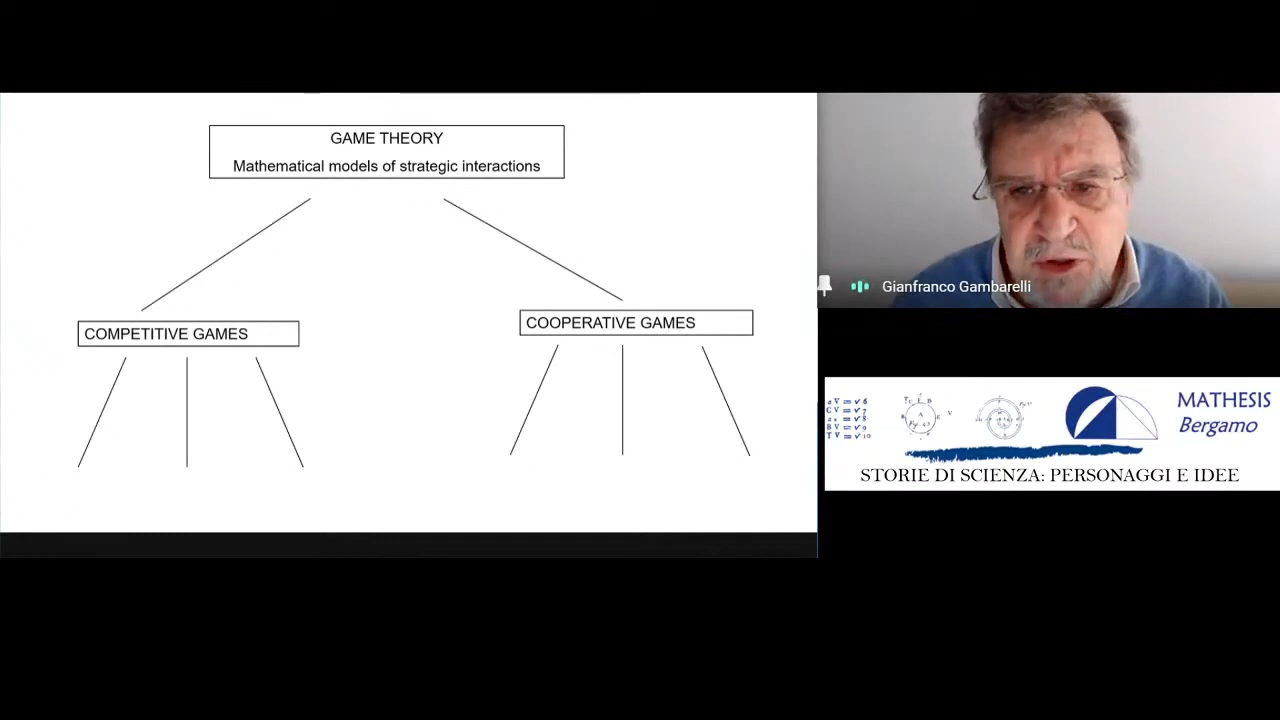 GAME THEORY
Mathematical models of strategic interactions
COMPETITIVE GAMES
COOPERATIVE GAMES
Gianfranco Gambarelli
MATHESIS
Bergamo
STORIE DI SCIENZA: PERSONAGGI E IDEE